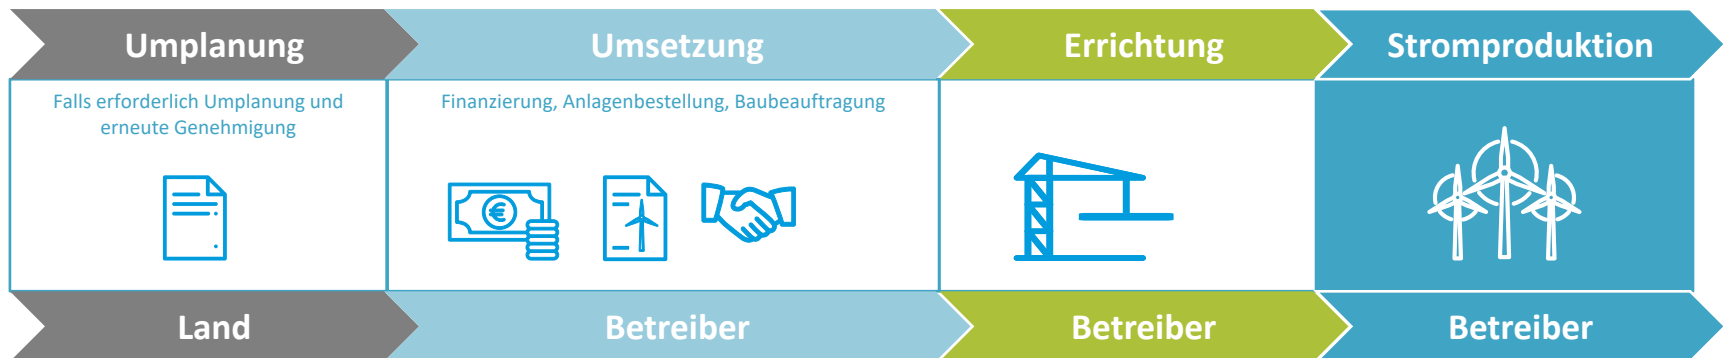 Umplanung
Umsetzung
Errichtung
Stromproduktion
Falls erforderlich Umplanung und
erneute Genehmigung
Finanzierung, Anlagenbestellung, Baubeauftragung
€
Land
Betreiber
Betreiber
Betreiber